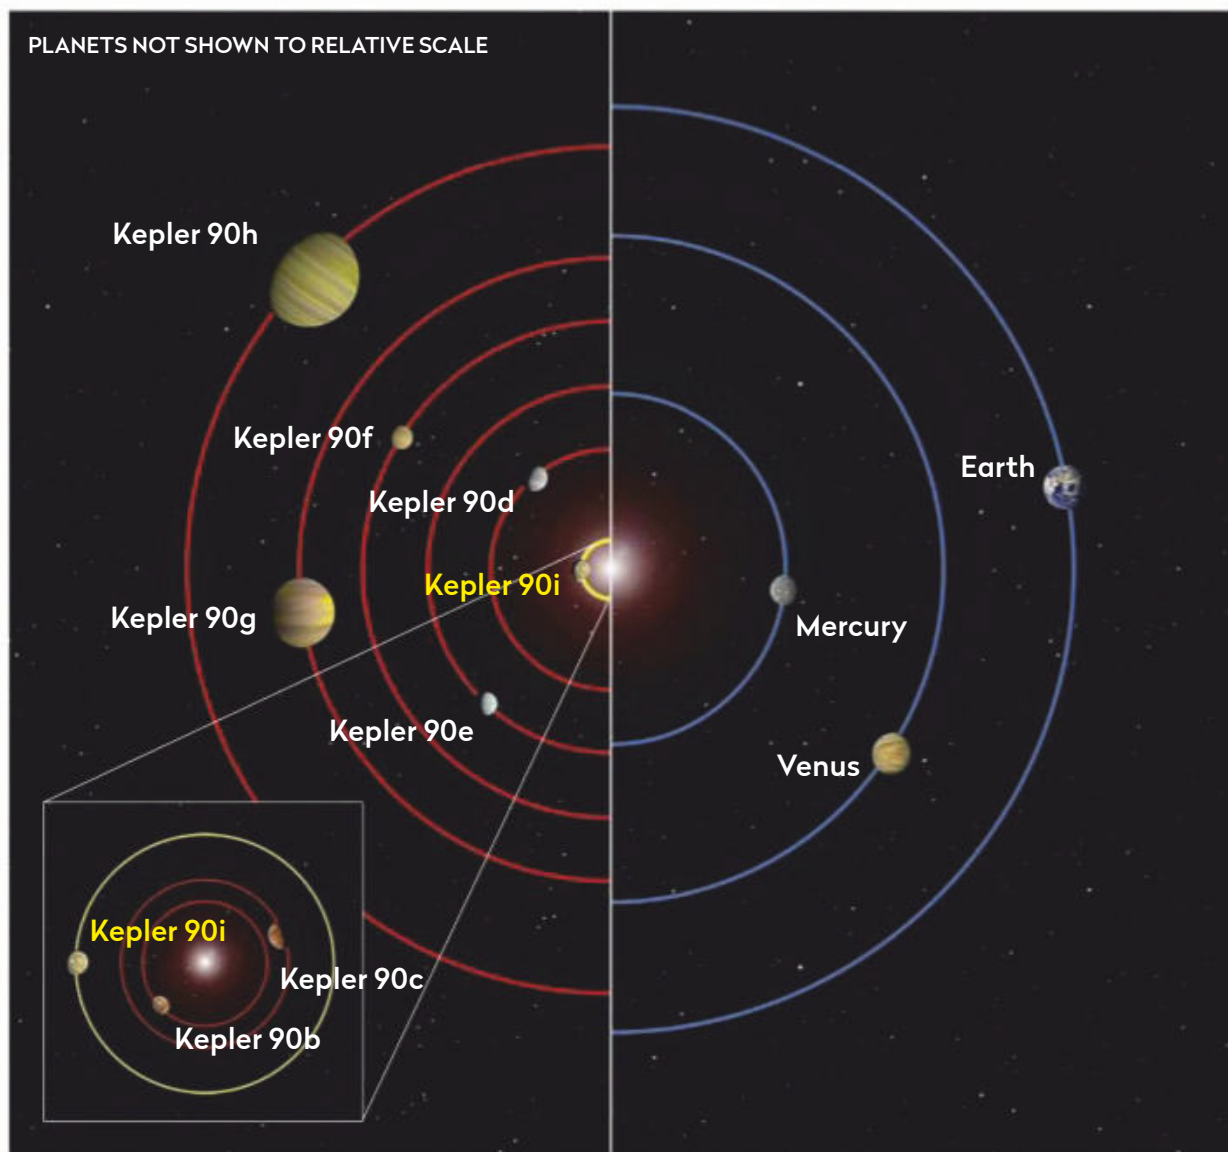 PLANETS NOT SHOWN TO RELATIVE SCALE
Kepler 90h
Kepler 90f
Earth
Kepler 90d
Kepler 90i
Kepler 90g
Mercury
Kepler 90e
Venus
Kepler 90i
Kepler 90c
Kepler 90b